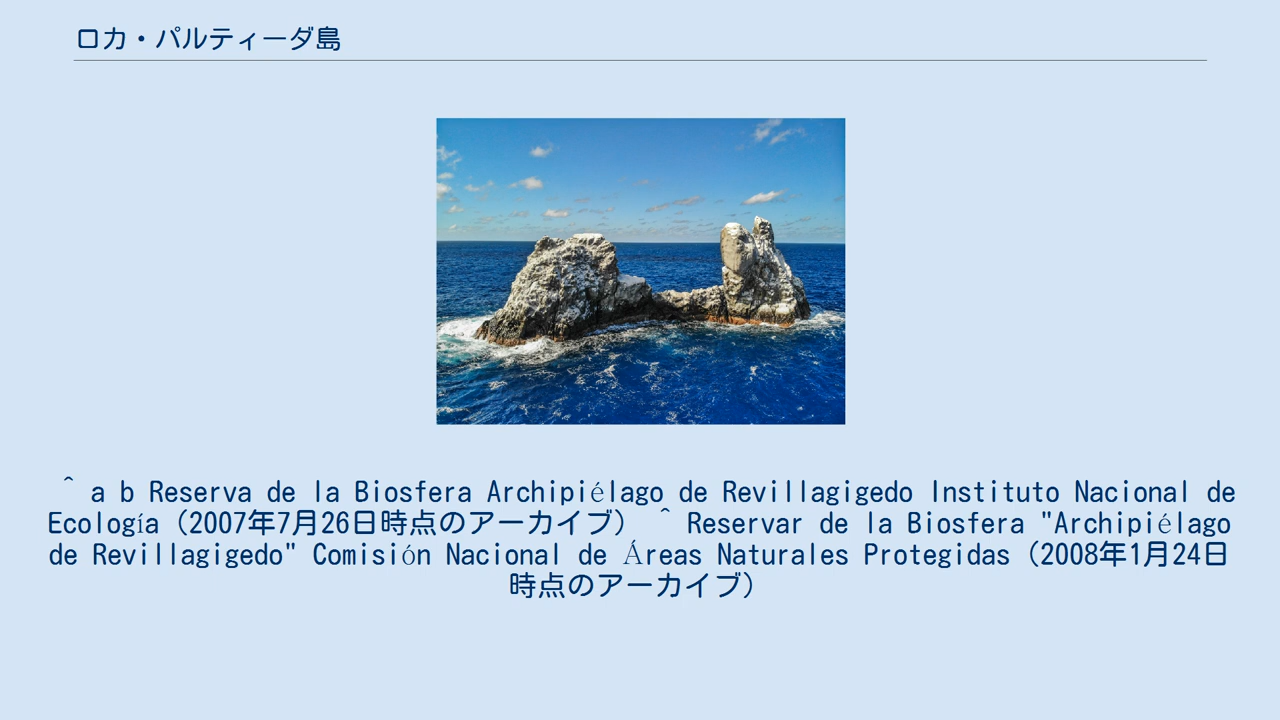 ロカ・パルティーダ島
^ a b Reserva de la Biosfera Archipiélago de Revillagigedo Instituto Nacional de
Ecología（2007年7月26日時点のアーカイブ） ^ Reservar de la Biosfera "Archipiélago
de Revillagigedo" Comisión Nacional de Áreas Naturales Protegidas（2008年1月24日
時点のアーカイブ）